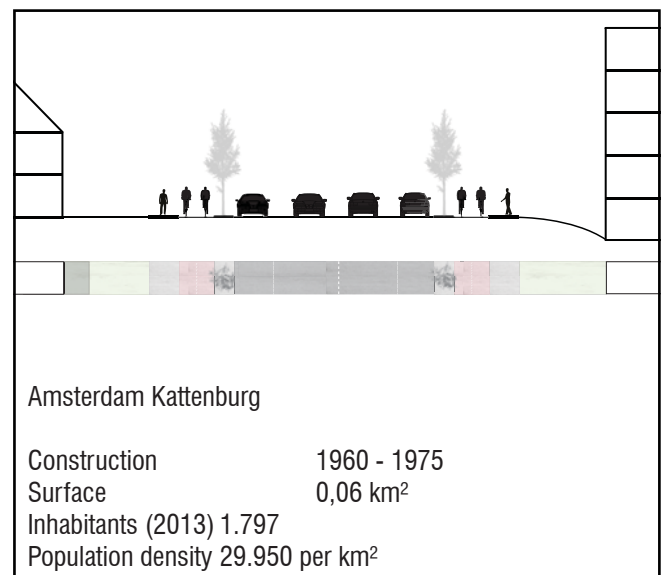 Amsterdam Kattenburg
Construction 1960 - 1975
Surface 0,06 km²
Inhabitants (2013) 1.797
Population density 29.950 per km²